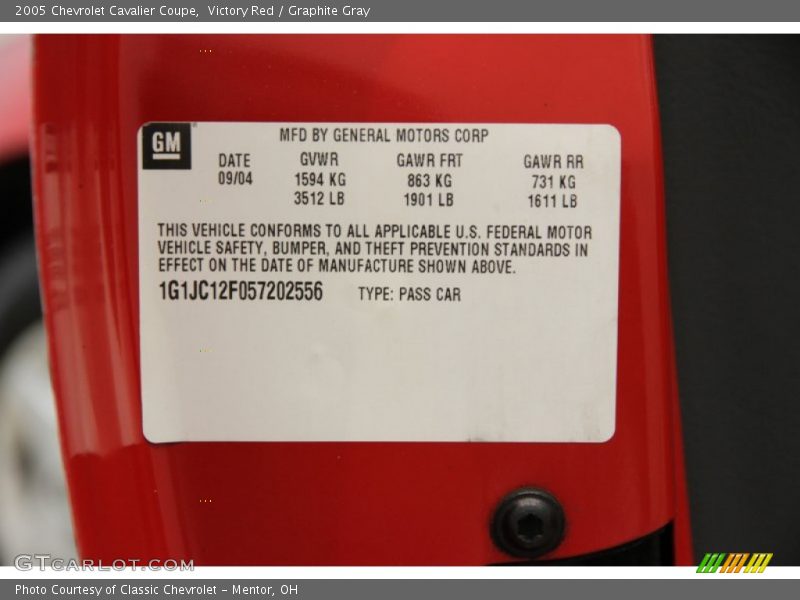 2005 Chevrolet Cavalier Coupe,  Victory Red / Graphite Gray
GM
MFD BY GENERAL MOTORS CORP
DATE GVWR GAWR FRT GAWR RR
09/04 1594 KG 863 KG 731 KG
3512 LB 1901 LB 1611 LB
THIS VEHICLE CONFORMS TO ALL APPLICABLE U.S. FEDERAL MOTOR
VEHICLE SAFETY, BUMPER, AND THEFT PREVENTION STANDARDS IN
EFFECT ON THE DATE OF MANUFACTURE SHOWN ABOVE.
1G1JC12F057202556 TYPE: PASS CAR
GTCARLOT.COM
Photo Courtesy of Classic Chevrolet - Mentor, OH